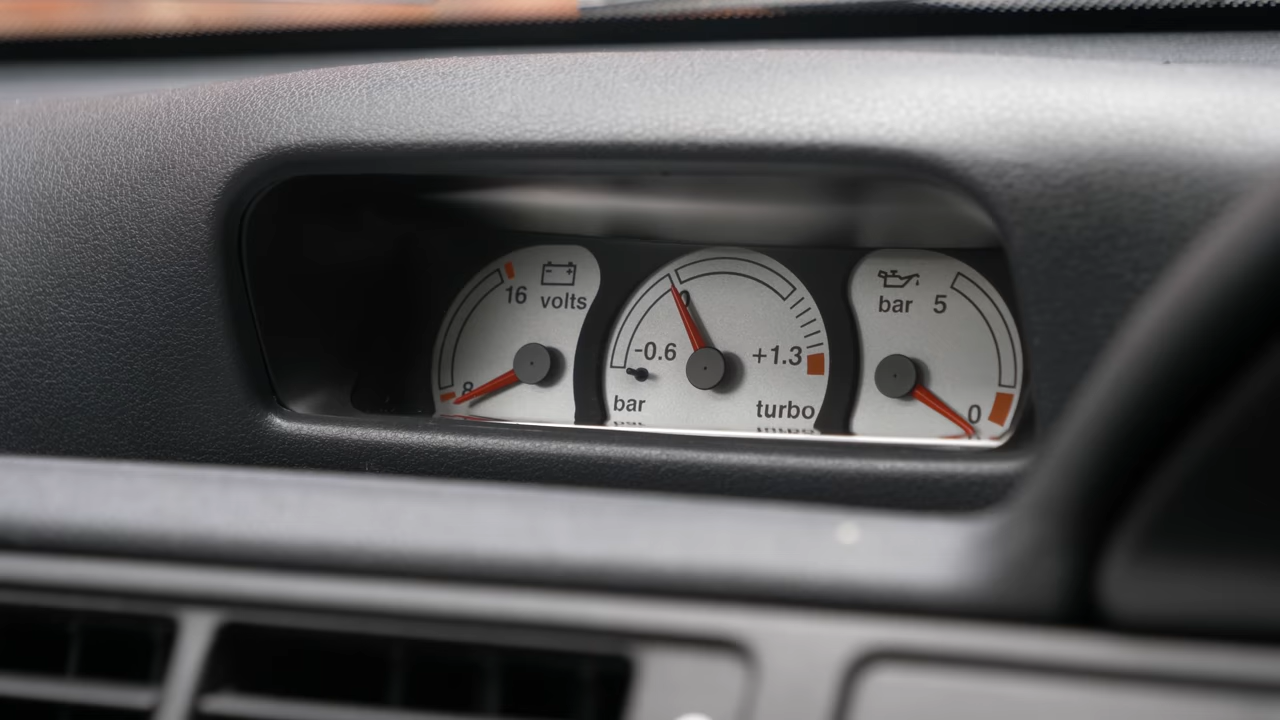 16 volts
8
0
-0.6 +1.3
bar turbo
bar 5
0